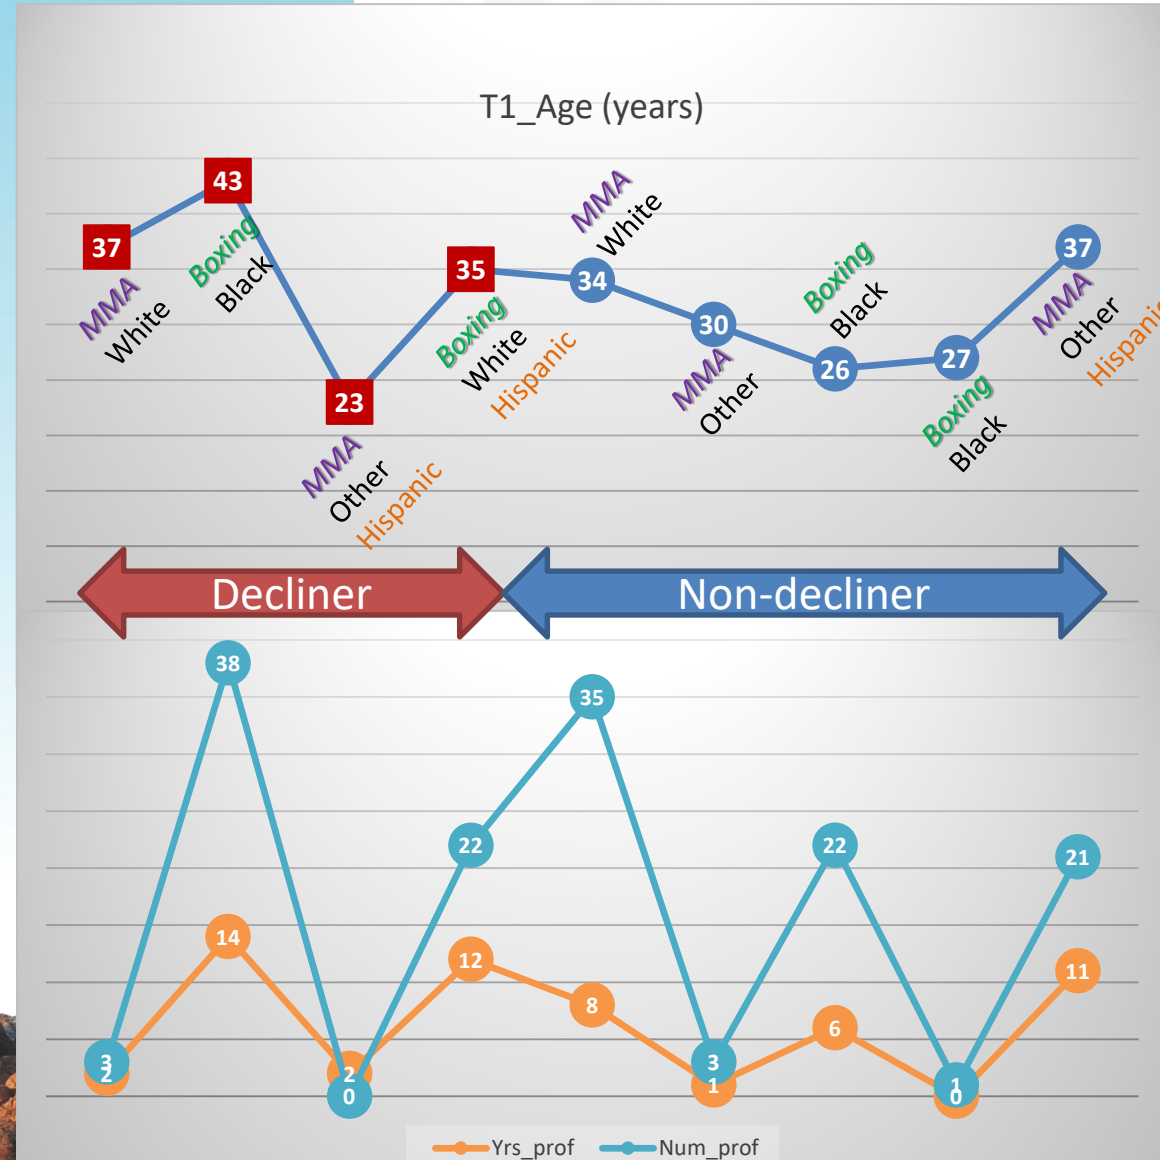 T1_Age (years)
37
MMA
White
43
Boxing
Black
23
MMA
Other
Hispanic
35
Boxing
White
Hispanic
34
MMA
White
30
MMA
Other
26
Boxing
Black
27
Boxing
Black
37
MMA
Other
Hispanic
Decliner
Non-decliner
3
2
38
14
2
0
22
12
35
8
3
1
22
6
1
0
21
11
Yrs_prof
Num_prof